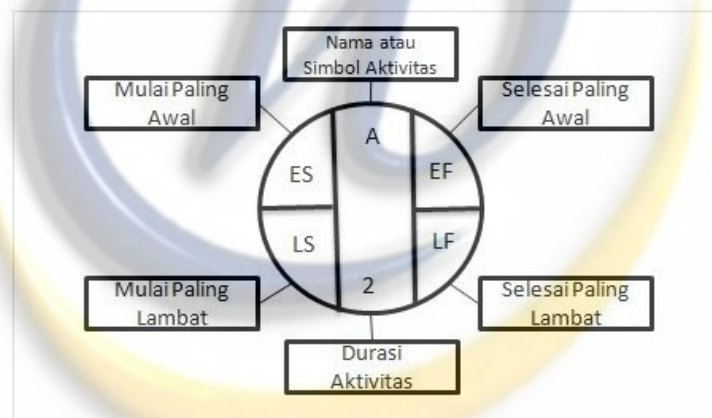 Nama atau
Simbol Aktivitas
Mulai Paling
Awal
Selesai Paling
Awal
A
ES
EF
LS
LF
2
Mulai Paling
Lambat
Selesai Paling
Lambat
Durasi
Aktivitas